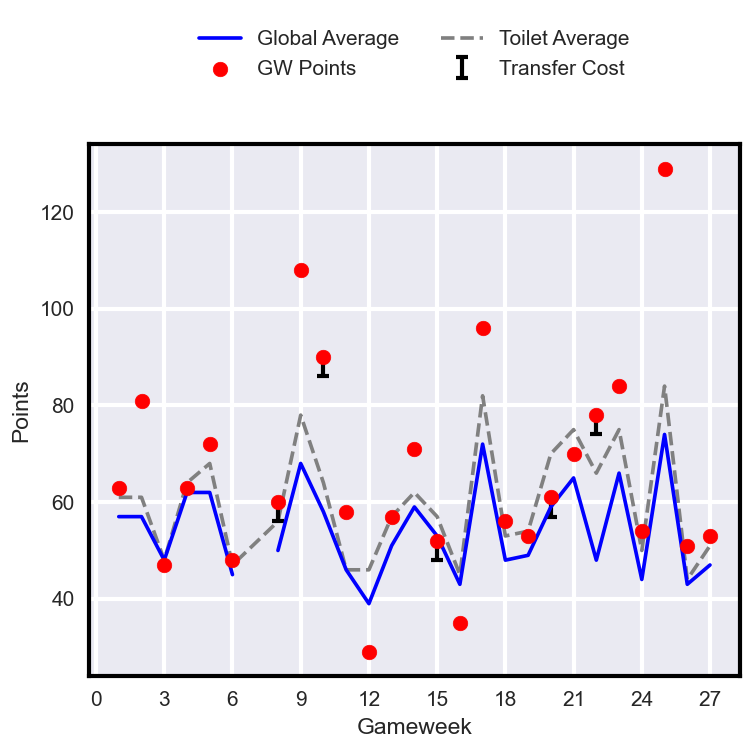 Global Average
GW Points
Toilet Average
Transfer Cost
120
100
80
60
40
Points
0 3 6 9 12 15 18 21 24 27
Gameweek